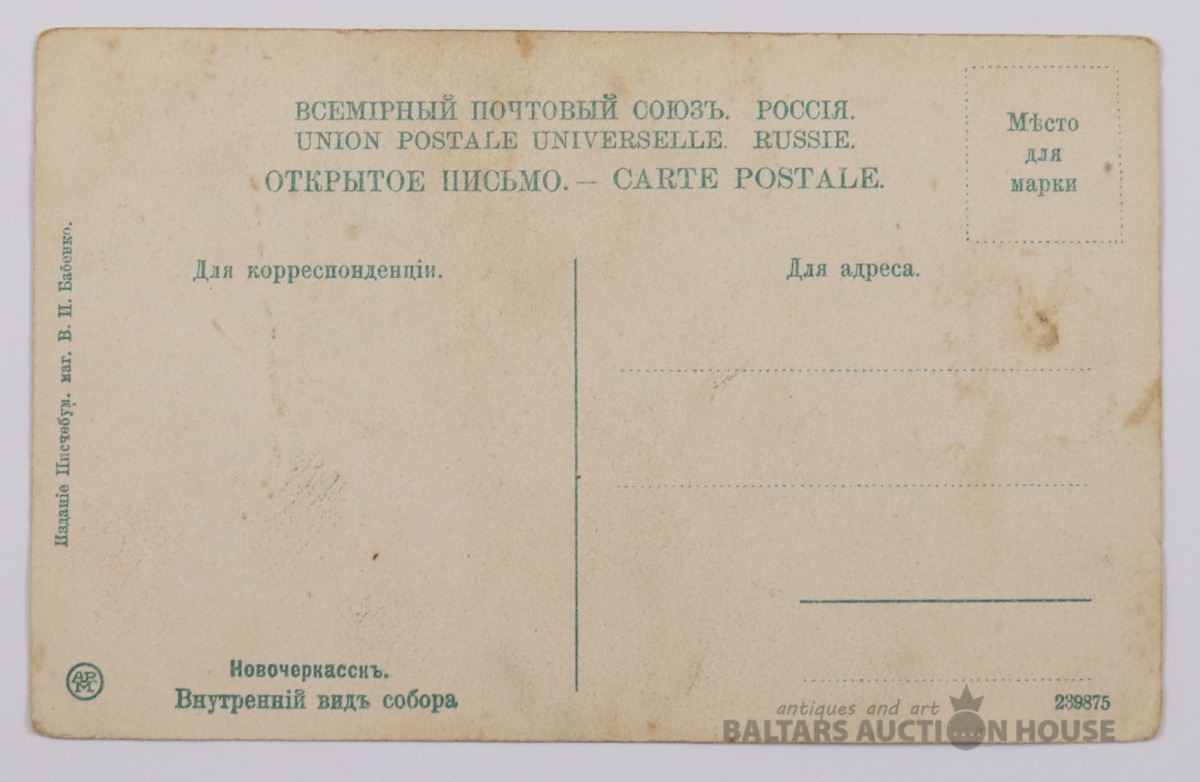 ВСЕМІРНЫЙ ПОЧТОВЫЙ СОЮЗЪ. РОССІЯ.
UNION POSTALE UNIVERSELLE. RUSSIE.
ОТКРЫТОЕ ПИСЬМО. — CARTE POSTALE.
Мѣсто
для
марки
Для корреспонденціи.
Для адреса.
Изданіе Писчебум. маг. В. И. Бабенко.
АРМ
Новочеркасскъ.
Внутренній видъ собора
239875
antiques and art
BALTARS AUCTION HOUSE